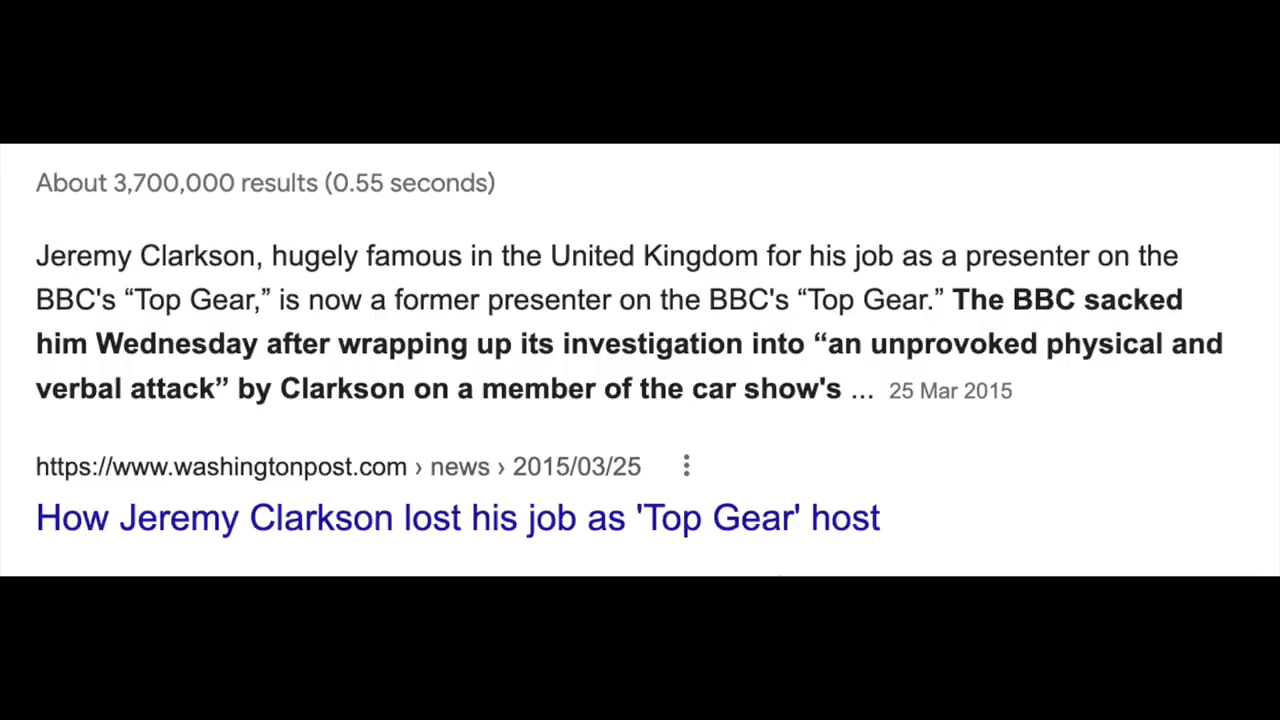 About 3,700,000 results (0.55 seconds)
Jeremy Clarkson, hugely famous in the United Kingdom for his job as a presenter on the
BBC's “Top Gear,” is now a former presenter on the BBC's “Top Gear.” The BBC sacked
him Wednesday after wrapping up its investigation into “an unprovoked physical and
verbal attack” by Clarkson on a member of the car show's ... 25 Mar 2015
https://www.washingtonpost.com › news › 2015/03/25
How Jeremy Clarkson lost his job as 'Top Gear' host